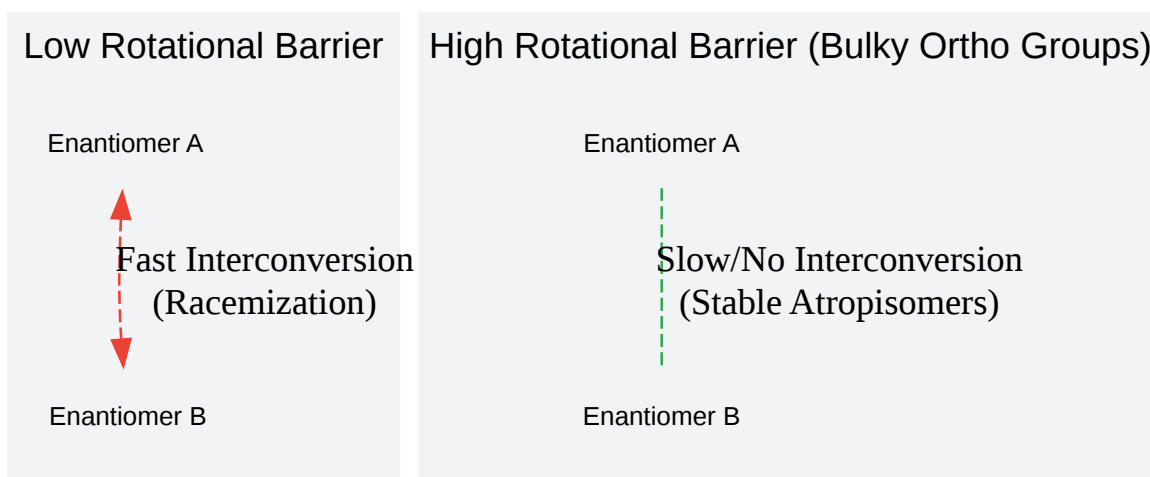 Low Rotational Barrier
Enantiomer A
Fast Interconversion
(Racemization)
Enantiomer B
High Rotational Barrier (Bulky Ortho Groups)
Enantiomer A
Slow/No Interconversion
(Stable Atropisomers)
Enantiomer B